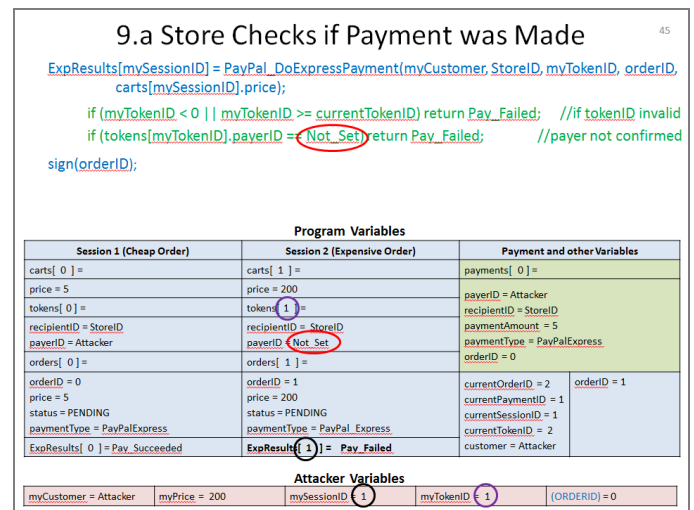 9.a Store Checks if Payment was Made
45
ExpResults[mySessionID] = PayPal_DoExpressPayment(myCustomer, StoreID, myTokenID, orderID,
carts[mySessionID].price);
if (myTokenID < 0 || myTokenID >= currentTokenID) return Pay_Failed; //if tokenID invalid
if (tokens[myTokenID].payerID == Not_Set) return Pay_Failed; //payer not confirmed
sign(orderID);
Program Variables
Session 1 (Cheap Order) Session 2 (Expensive Order) Payment and other Variables
carts[ 0 ] =
price = 5
tokens[ 0 ] =
recipientID = StoreID
payerID = Attacker
orders[ 0 ] =
orderID = 0
price = 5
status = PENDING
paymentType = PayPalExpress
ExpResults[ 0 ] = Pay_Succeeded
carts[ 1 ] =
price = 200
tokens[ 1 ] =
recipientID = StoreID
payerID = Not_Set
orders[ 1 ] =
orderID = 1
price = 200
status = PENDING
paymentType = PayPal_Express
ExpResults[ 1 ] = Pay_Failed
payments[ 0 ] =
payerID = Attacker
recipientID = StoreID
paymentAmount = 5
paymentType = PayPalExpress
orderID = 0
currentOrderID = 2
currentPaymentID = 1
currentSessionID = 1
currentTokenID = 2
customer = Attacker
orderID = 1
Attacker Variables
myCustomer = Attacker myPrice = 200 mySessionID = 1 myTokenID = 1 (ORDERID) = 0